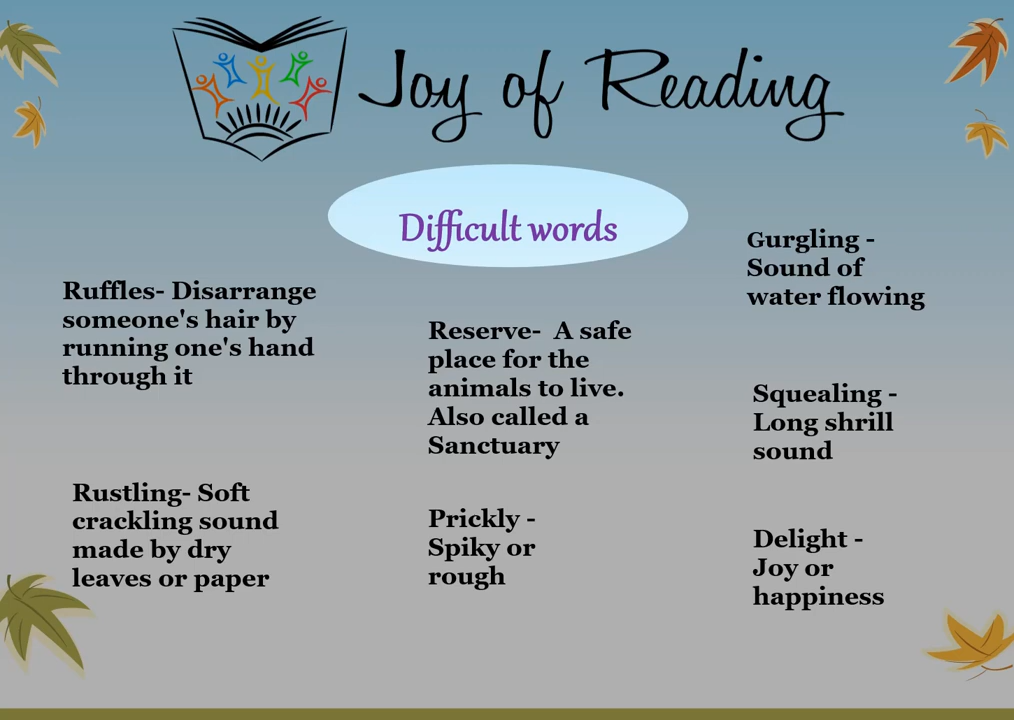 Joy of Reading
Difficult words
Ruffles- Disarrange
someone's hair by
running one's hand
through it
Rustling- Soft
crackling sound
made by dry
leaves or paper
Reserve-  A safe
place for the
animals to live.
Also called a
Sanctuary
Prickly -
Spiky or
rough
Gurgling -
Sound of
water flowing
Squealing -
Long shrill
sound
Delight -
Joy or
happiness